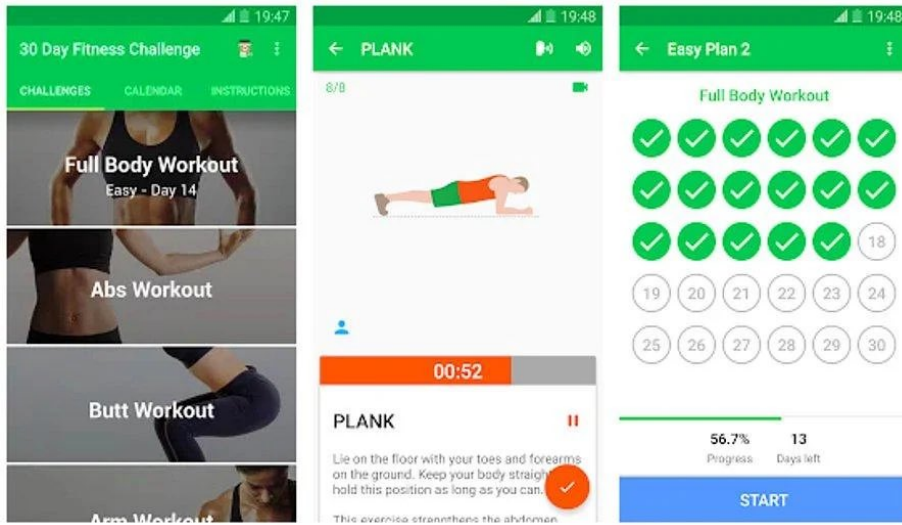 19:47
30 Day Fitness Challenge
CHALLENGES CALENDAR INSTRUCTIONS
Full Body Workout
Easy - Day 14
Abs Workout
Butt Workout
Arm Workout
19:48
PLANK
8/8
00:52
PLANK
Lie on the floor with your toes and forearms
on the ground. Keep your body straight
hold this position as long as you can.
This exercise strengthens the abdomen
19:48
Easy Plan 2
Full Body Workout
18
19 20 21 22 23 24
25 26 27 28 29 30
56.7% 13
Progress Days left
START